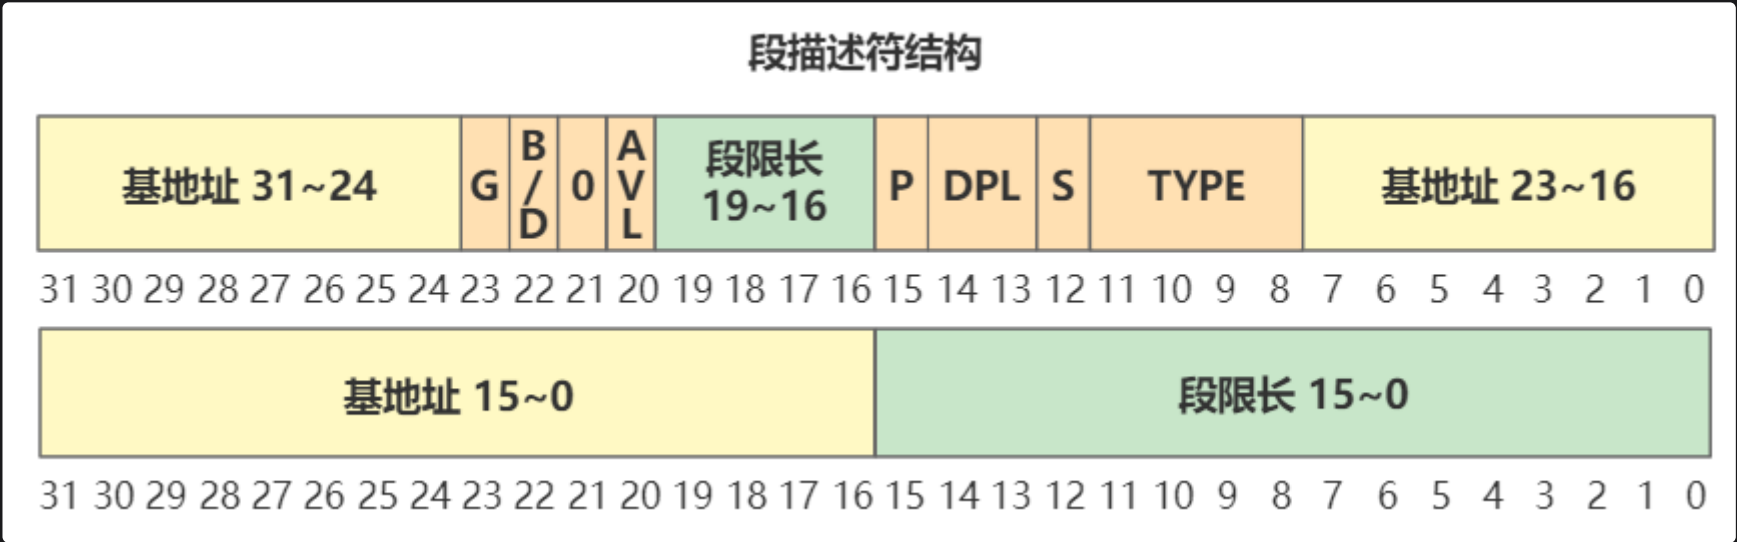 段描述符结构
基地址 31~24 G B/D 0 AVL 段限长 19~16 P DPL S TYPE 基地址 23~16
31 30 29 28 27 26 25 24 23 22 21 20 19 18 17 16 15 14 13 12 11 10 9 8 7 6 5 4 3 2 1 0
基地址 15~0 段限长 15~0
31 30 29 28 27 26 25 24 23 22 21 20 19 18 17 16 15 14 13 12 11 10 9 8 7 6 5 4 3 2 1 0